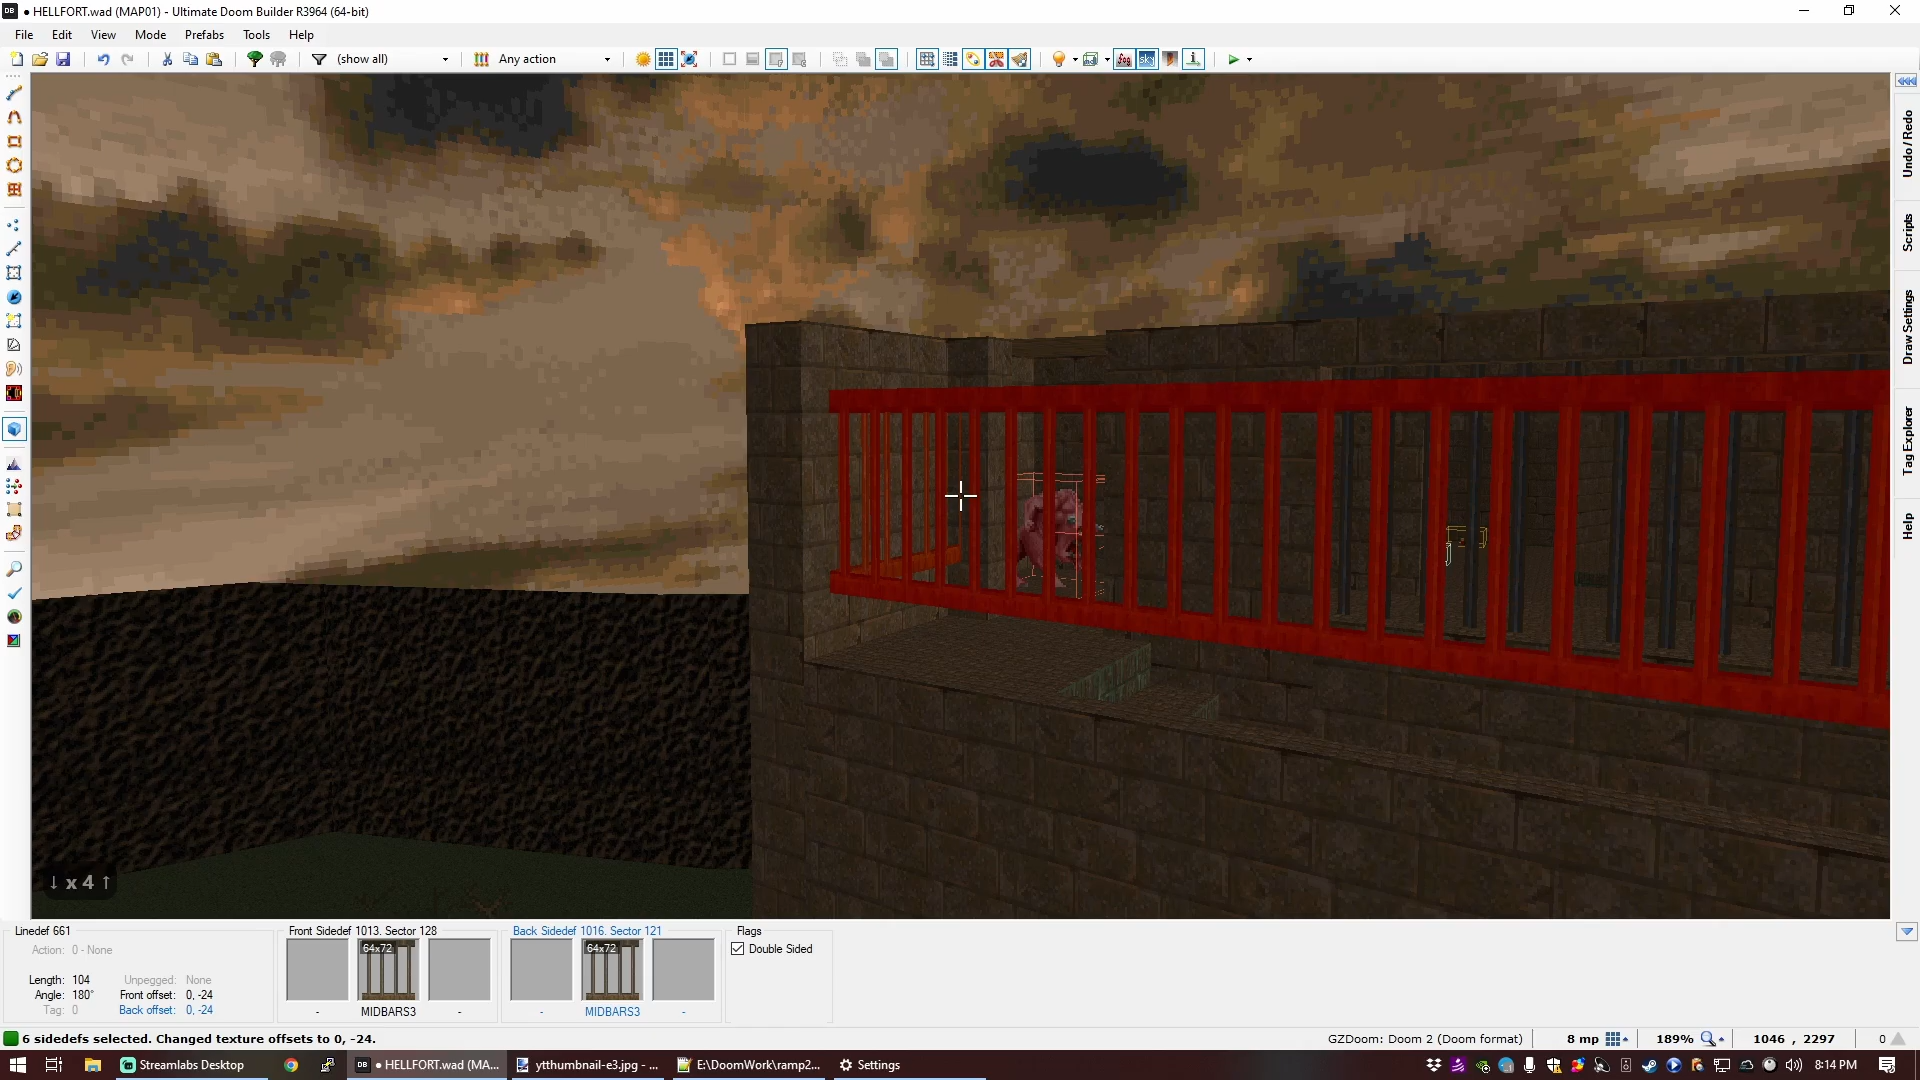 HELLFORT.wad (MAP01) - Ultimate Doom Builder R3964 (64-bit)
File Edit View Mode Prefabs Tools Help
(show all) Any action
Undo / Redo
Scripts
Draw Settings
Tag Explorer
Help
↓ x 4 ↑
Linedef 661
Action: 0 - None
Length: 104 Unpegged: None
Angle: 180° Front offset: 0, -24
Tag: 0 Back offset: 0, -24
Front Sidedef 1013. Sector 128
64x72
- MIDBARS3 -
Back Sidedef 1016. Sector 121
64x72
- MIDBARS3 -
Flags
Double Sided
6 sidedefs selected. Changed texture offsets to 0, -24.
GZDoom: Doom 2 (Doom format) 8 mp 189% 1046 , 2297 0
Streamlabs Desktop
HELLFORT.wad (MA...
ytthumbnail-e3.jpg - ...
E:\DoomWork\ramp2...
Settings
8:14 PM